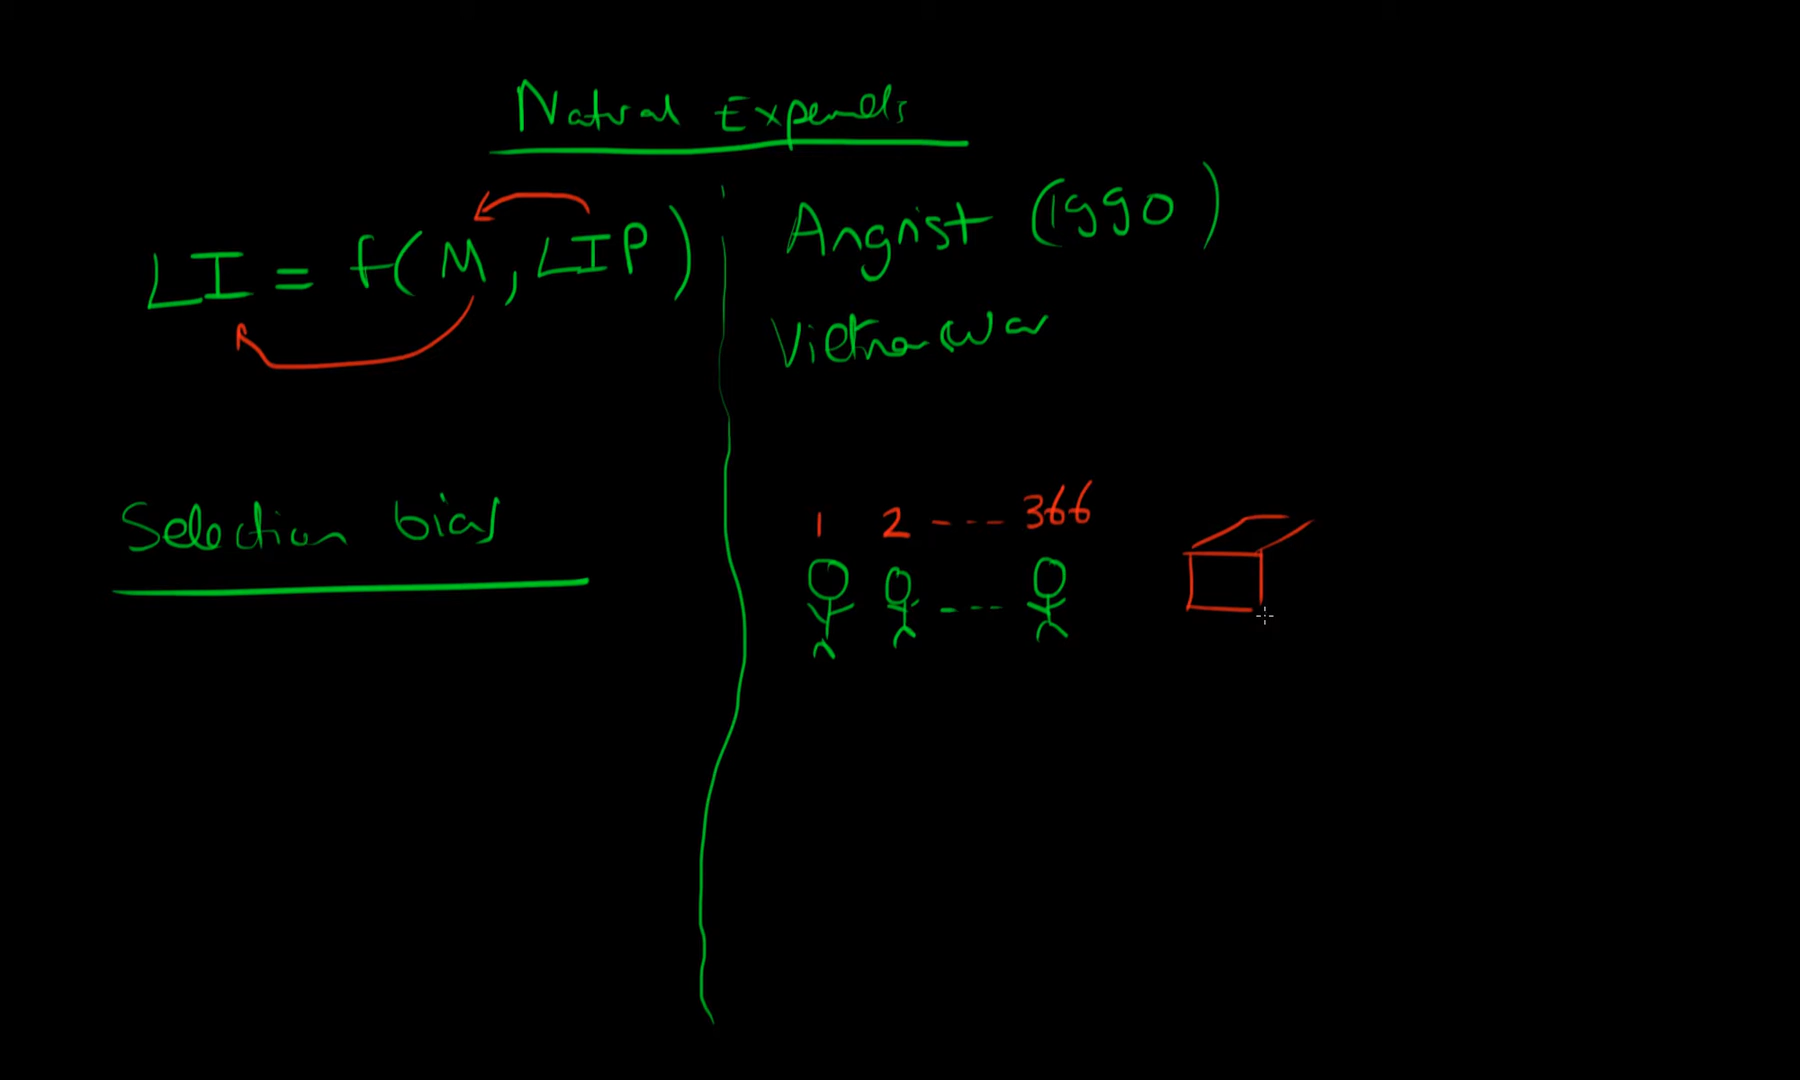 Natural Experiments
LI = f(M, LIP)
Selection bias
Angrist (1990)
Vietnam War
1 2 --- 366